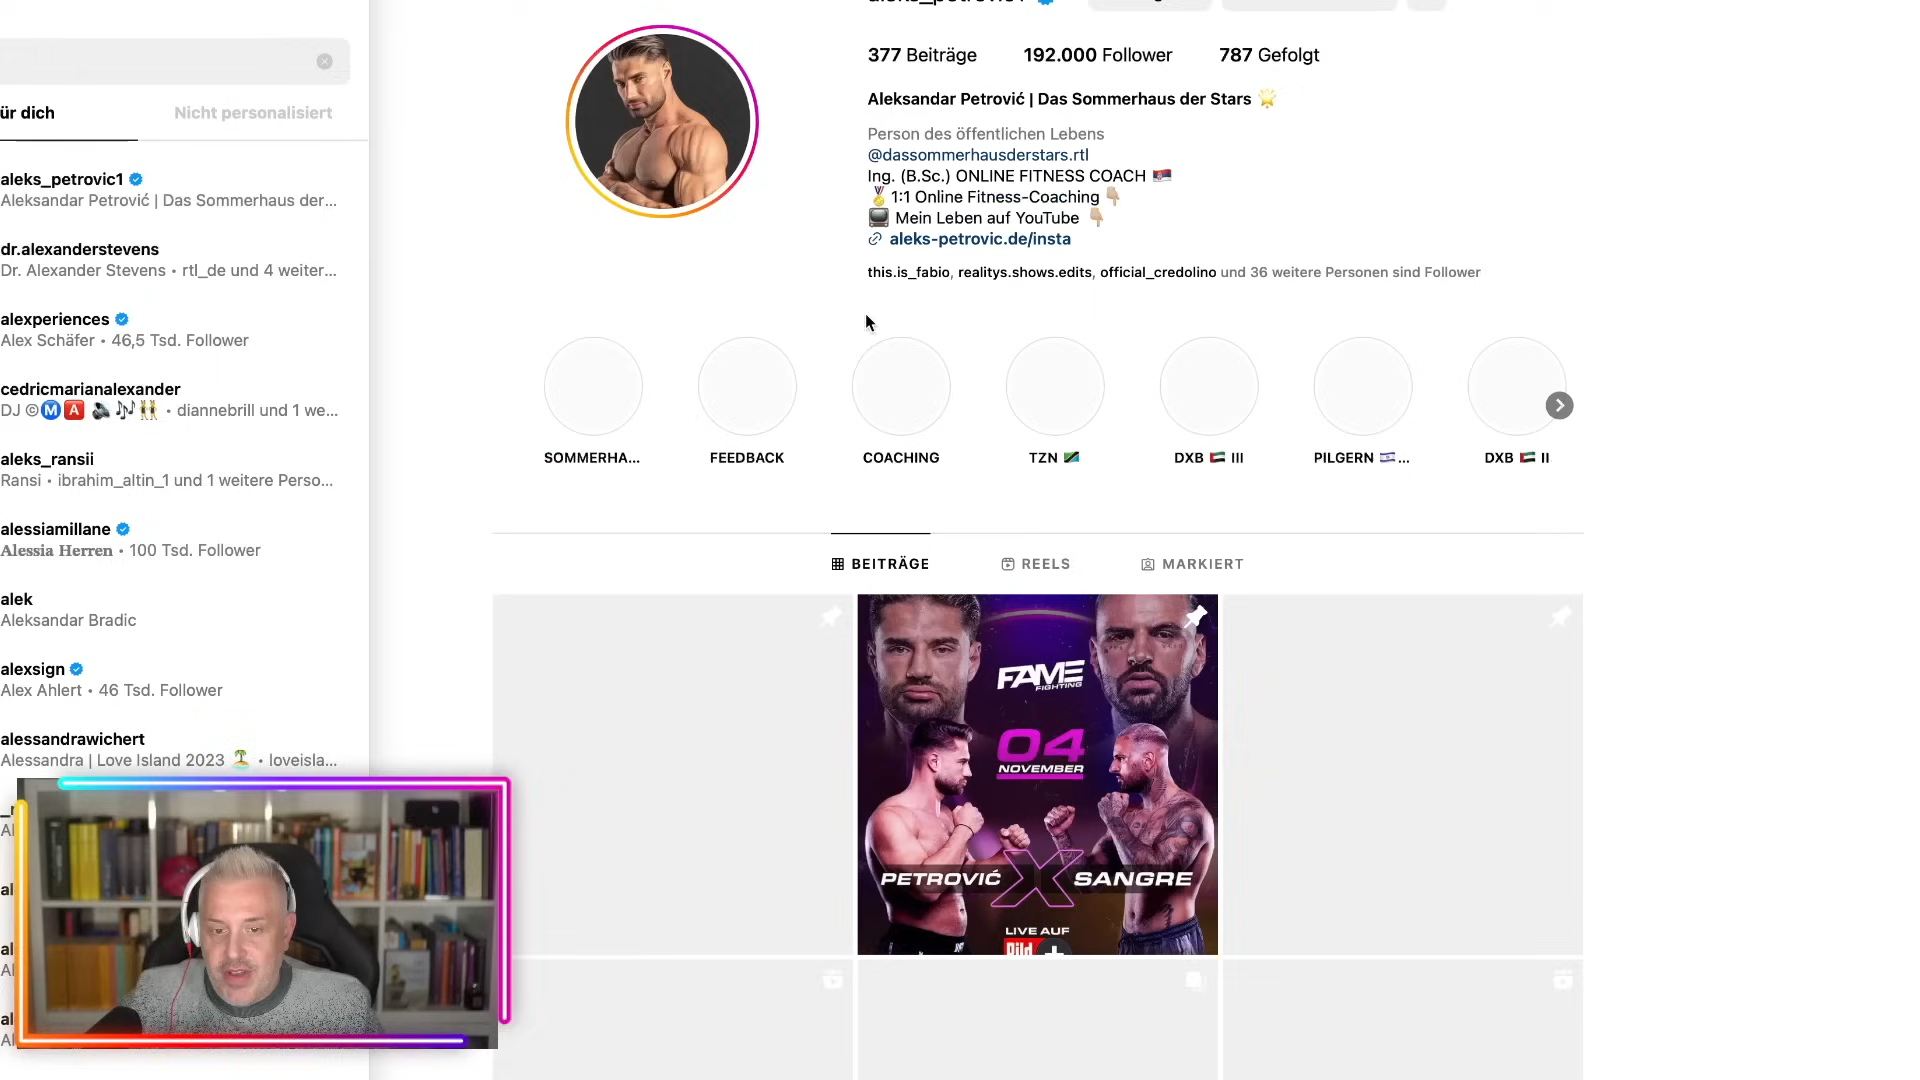 377 Beiträge 192.000 Follower 787 Gefolgt
Aleksandar Petrović | Das Sommerhaus der Stars 🌟
Person des öffentlichen Lebens
@dassommerhausderstars.rtl
Ing. (B.Sc.) ONLINE FITNESS COACH 🇷🇸
🏅 1:1 Online Fitness-Coaching 👇🏼
📺 Mein Leben auf YouTube 👇🏼
aleks-petrovic.de/insta
this.is_fabio, realitys.shows.edits, official_credolino und 36 weitere Personen sind Follower
ür dich
Nicht personalisiert
aleks_petrovic1
Aleksandar Petrović | Das Sommerhaus der...
dr.alexanderstevens
Dr. Alexander Stevens • rtl_de und 4 weiter...
alexperiences
Alex Schäfer • 46,5 Tsd. Follower
cedricmarianalexander
DJ ©Ⓜ️🅰️ 🔊 🎶👯 • diannebrill und 1 we...
aleks_ransii
Ransi • ibrahim_altin_1 und 1 weitere Perso...
alessiamillane
𝐀𝐥𝐞𝐬𝐬𝐢𝐚 𝐇𝐞𝐫𝐫𝐞𝐧 • 100 Tsd. Follower
alek
Aleksandar Bradic
alexsign
Alex Ahlert • 46 Tsd. Follower
alessandrawichert
Alessandra | Love Island 2023 🏝️ • loveisla...
SOMMERHA...
FEEDBACK
COACHING
TZN 🇹🇿
DXB 🇦🇪 III
PILGERN 🇮🇱...
DXB 🇦🇪 II
BEITRÄGE
REELS
MARKIERT
FAME
FIGHTING
04
NOVEMBER
PETROVIĆ X SANGRE
LIVE AUF
Bild